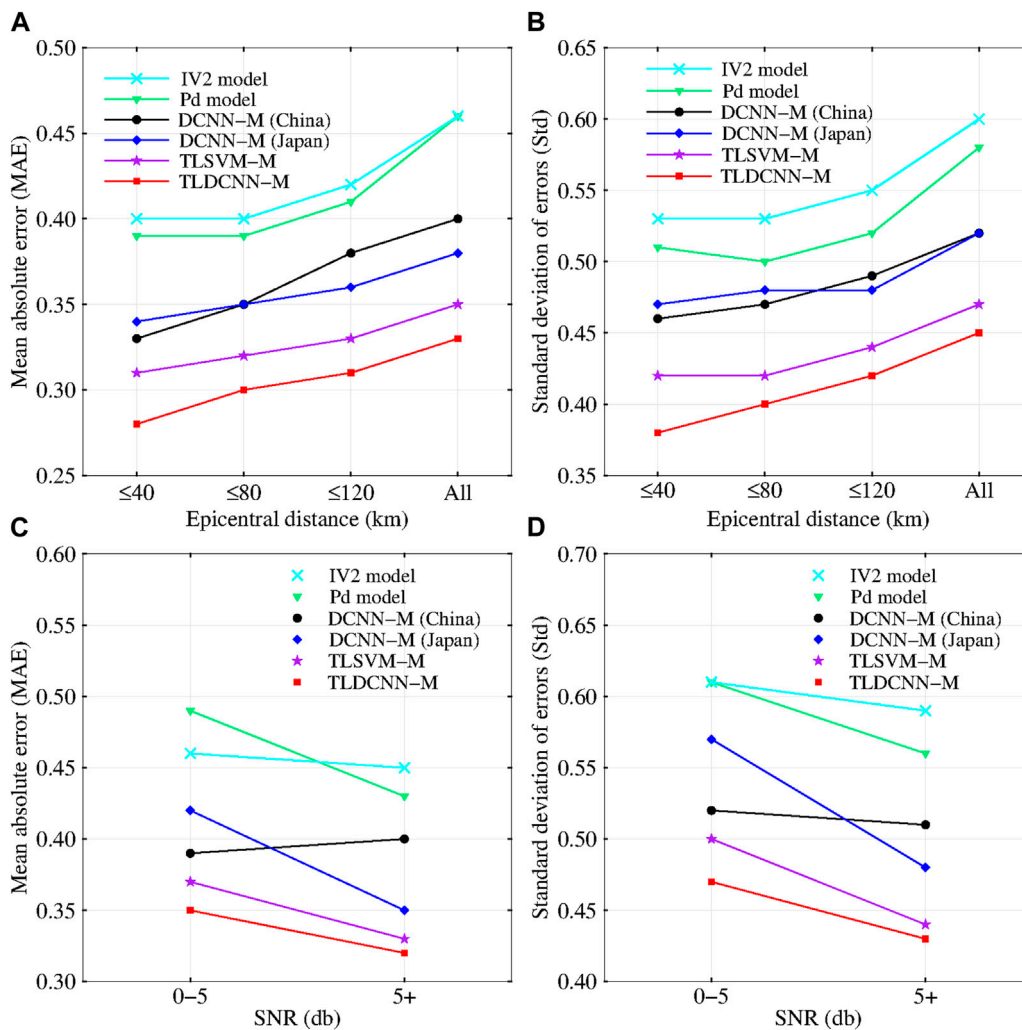 A
0.50
0.45
0.40
0.35
0.30
0.25
Mean absolute error (MAE)
IV2 model
Pd model
DCNN−M (China)
DCNN−M (Japan)
TLSVM−M
TLDCNN−M
≤40 ≤80 ≤120 All
Epicentral distance (km)
B
0.65
0.60
0.55
0.50
0.45
0.40
0.35
Standard deviation of errors (Std)
IV2 model
Pd model
DCNN−M (China)
DCNN−M (Japan)
TLSVM−M
TLDCNN−M
≤40 ≤80 ≤120 All
Epicentral distance (km)
C
0.60
0.55
0.50
0.45
0.40
0.35
0.30
Mean absolute error (MAE)
IV2 model
Pd model
DCNN−M (China)
DCNN−M (Japan)
TLSVM−M
TLDCNN−M
0−5 5+
SNR (db)
D
0.70
0.65
0.60
0.55
0.50
0.45
0.40
Standard deviation of errors (Std)
IV2 model
Pd model
DCNN−M (China)
DCNN−M (Japan)
TLSVM−M
TLDCNN−M
0−5 5+
SNR (db)